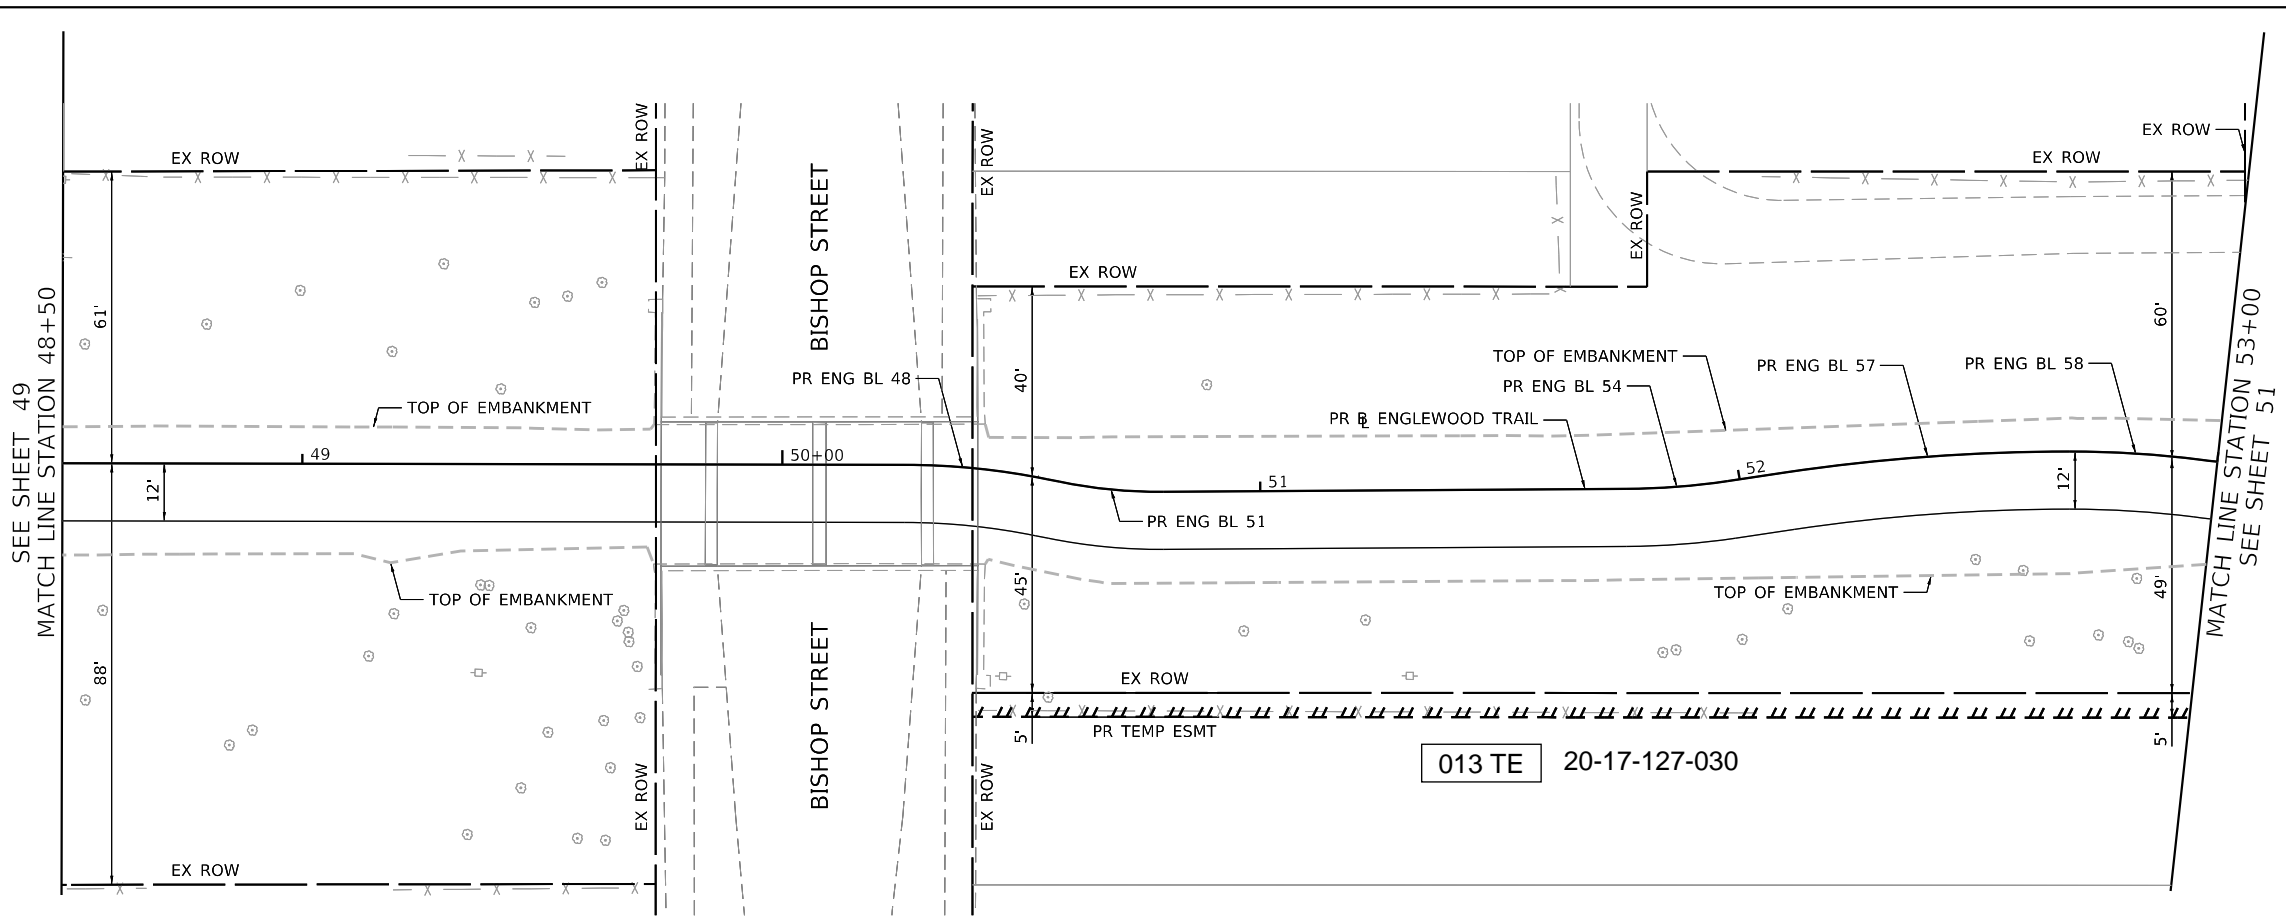 SEE SHEET 49
MATCH LINE STATION 48+50
EX ROW
EX ROW
EX ROW
BISHOP STREET
EX ROW
EX ROW
EX ROW
EX ROW
EX ROW
61'
40'
60'
PR ENG BL 48
TOP OF EMBANKMENT
TOP OF EMBANKMENT
PR ENG BL 54
PR ENG BL 57
PR ENG BL 58
PR BL ENGLEWOOD TRAIL
49
50+00
51
52
12'
12'
PR ENG BL 51
TOP OF EMBANKMENT
TOP OF EMBANKMENT
88'
45'
49'
BISHOP STREET
EX ROW
EX ROW
EX ROW
EX ROW
5'
5'
PR TEMP ESMT
013 TE
20-17-127-030
MATCH LINE STATION 53+00
SEE SHEET 51